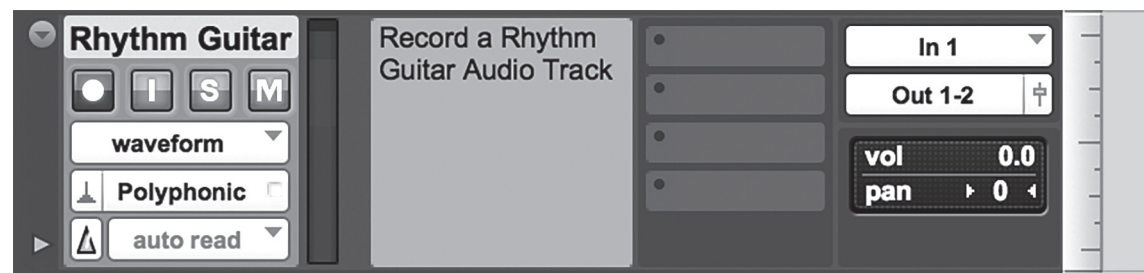 Rhythm Guitar
I S M
waveform
Polyphonic
auto read
Record a Rhythm
Guitar Audio Track
In 1
Out 1-2
vol 0.0
pan 0